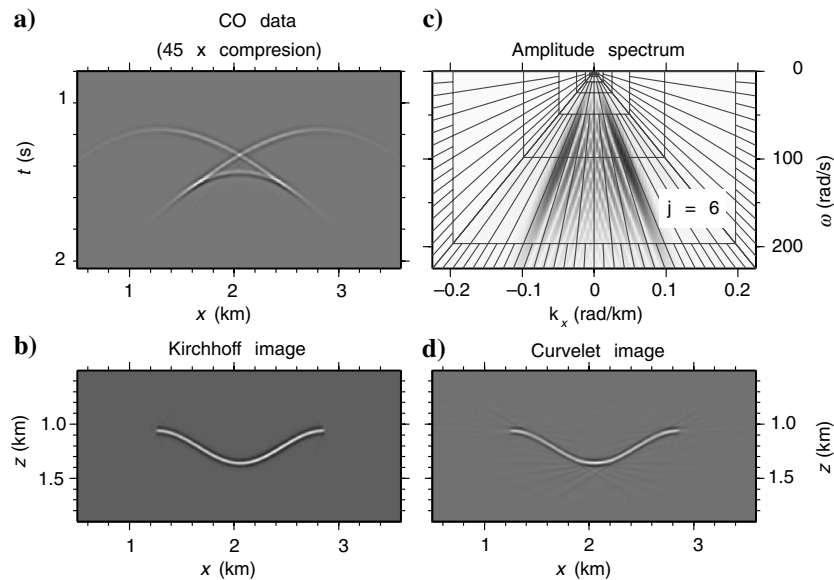 a)
CO data
(45 x compresion)
1
2
t (s)
1
2
3
x (km)
c)
Amplitude spectrum
0
100
200
ω (rad/s)
j = 6
−0.2
−0.1
0
0.1
0.2
k_x (rad/km)
b)
Kirchhoff image
1.0
1.5
z (km)
1
2
3
x (km)
d)
Curvelet image
1.0
1.5
z (km)
1
2
3
x (km)